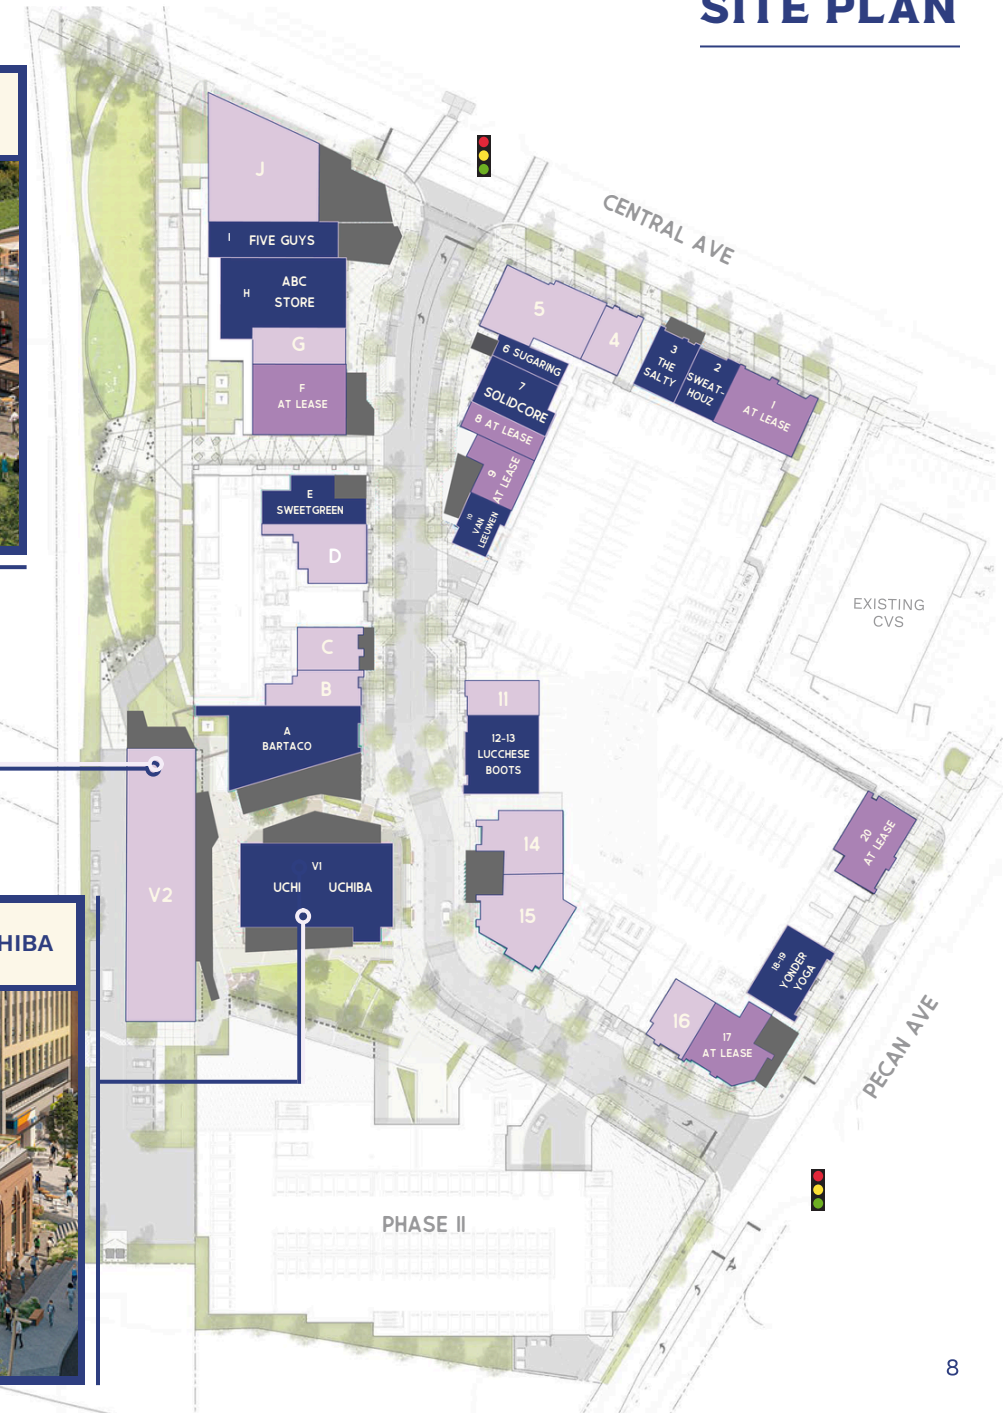 SITE PLAN
CENTRAL AVE
J
I FIVE GUYS
H
ABC
STORE
G
F
AT LEASE
5
4
3
THE
SALTY
2
SWEAT-
HOUZ
1
AT LEASE
6 SUGARING
7
SOLIDCORE
8 AT LEASE
9
AT LEASE
10
VAN
LEEUWEN
E
SWEETGREEN
D
C
B
A
BARTACO
EXISTING
CVS
11
12-13
LUCCHESE
BOOTS
14
15
V1
UCHI UCHIBA
V2
20
AT LEASE
18-19
YONDER
YOGA
16
17
AT LEASE
PECAN AVE
HIBA
PHASE II
8